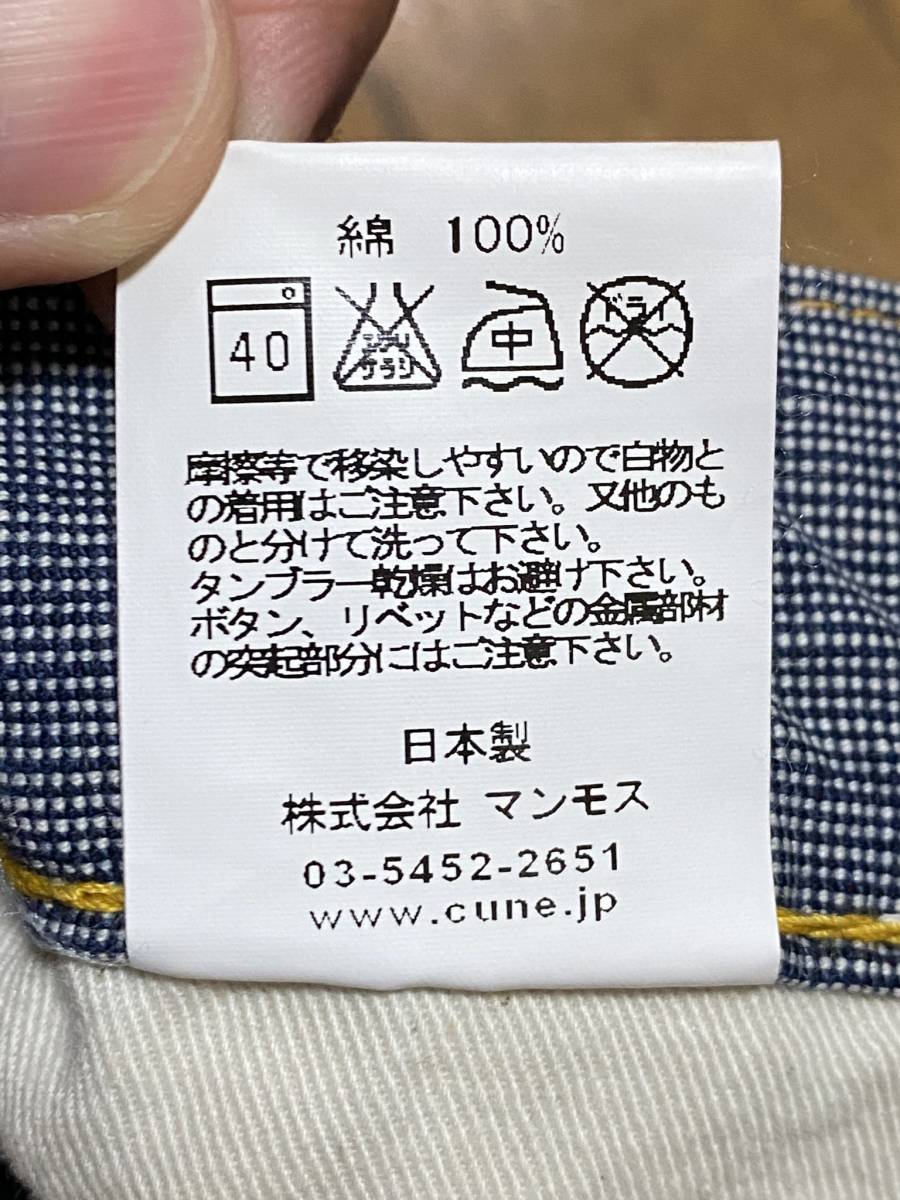 綿 100%
40 エンソ サラシ 中 ドライ
摩擦等で移染しやすいので白物と
の着用はご注意下さい。又他のも
のと分けて洗って下さい。
タンブラー乾燥はお避け下さい。
ボタン、リベットなどの金属部材
の突起部分にはご注意下さい。
日本製
株式会社 マンモス
03-5452-2651
www.cune.jp